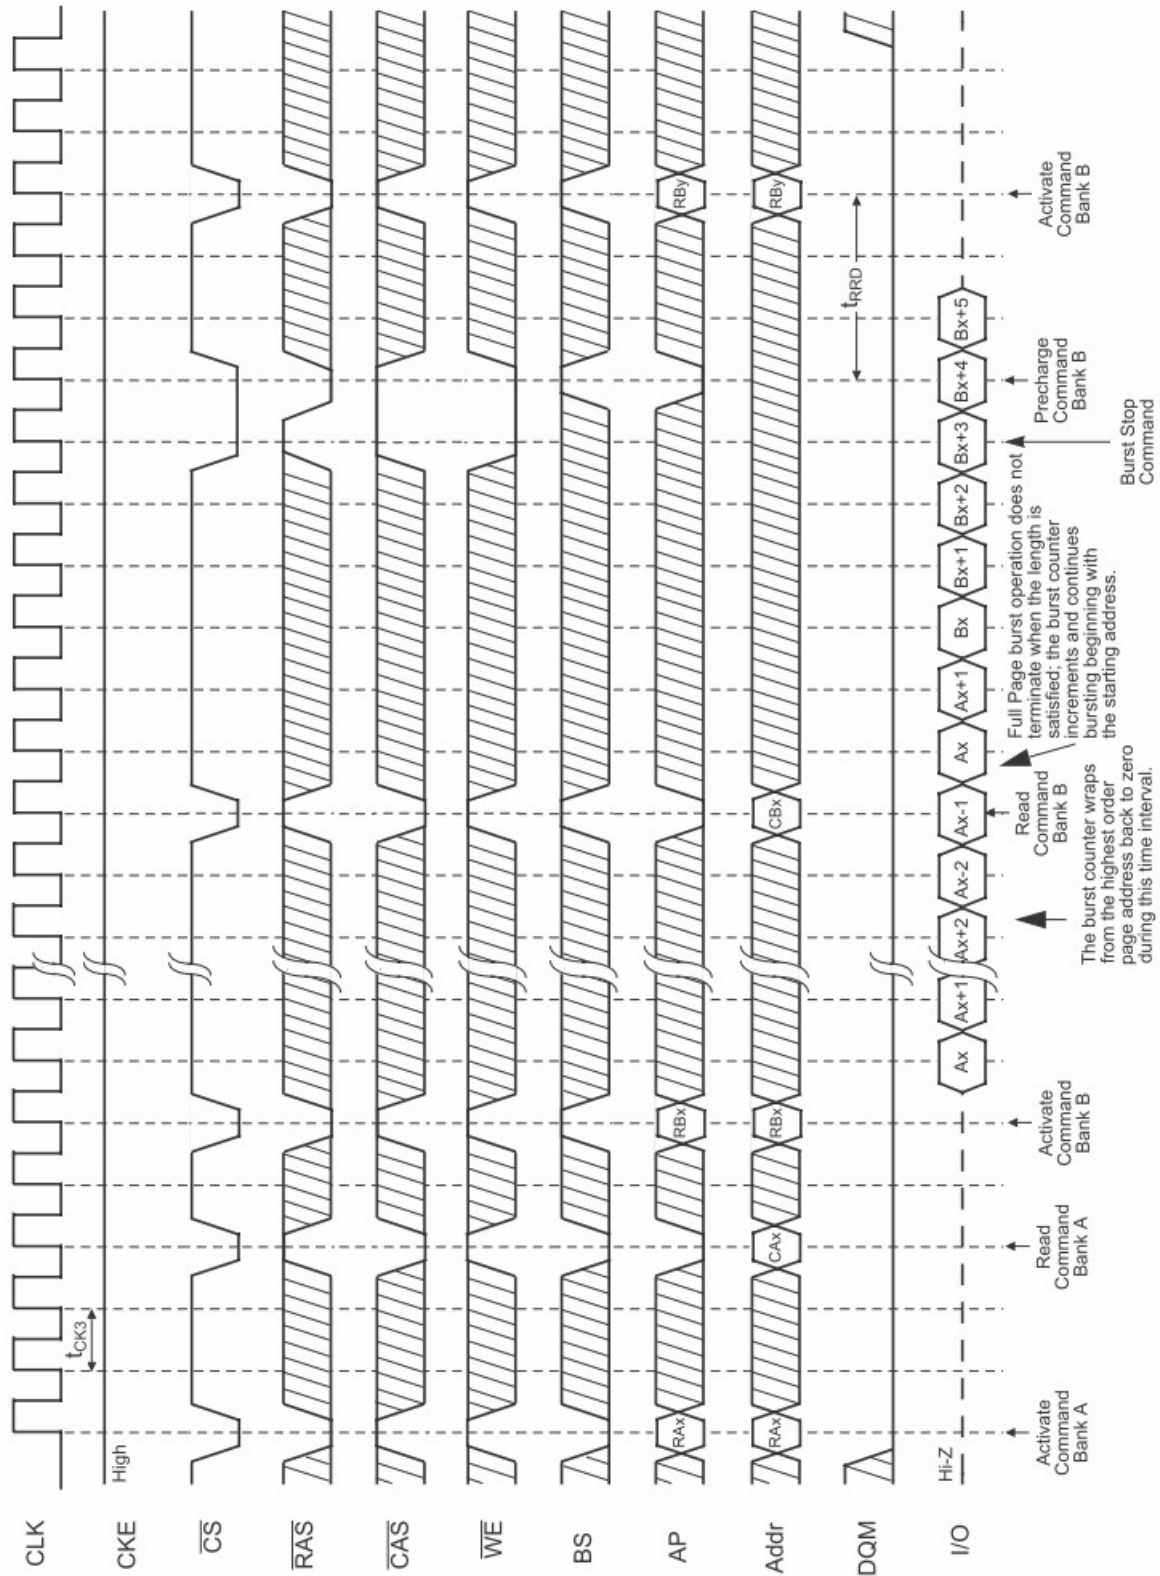 CLK
t_CK3
CKE
High
CS
RAS
CAS
WE
BS
AP
RAx
RBx
RBy
Addr
RAx
CAx
RBx
CBx
RBy
DQM
t_RRD
I/O
Hi-Z
Ax
Ax+1
Ax+2
Ax-2
Ax-1
Ax
Ax+1
Bx
Bx+1
Bx+2
Bx+3
Bx+4
Bx+5
Activate
Command
Bank A
Read
Command
Bank A
Activate
Command
Bank B
The burst counter wraps
from the highest order
page address back to zero
during this time interval.
Read
Command
Bank B
Full Page burst operation does not
terminate when the length is
satisfied; the burst counter
increments and continues
bursting beginning with
the starting address.
Burst Stop
Command
Precharge
Command
Bank B
Activate
Command
Bank B